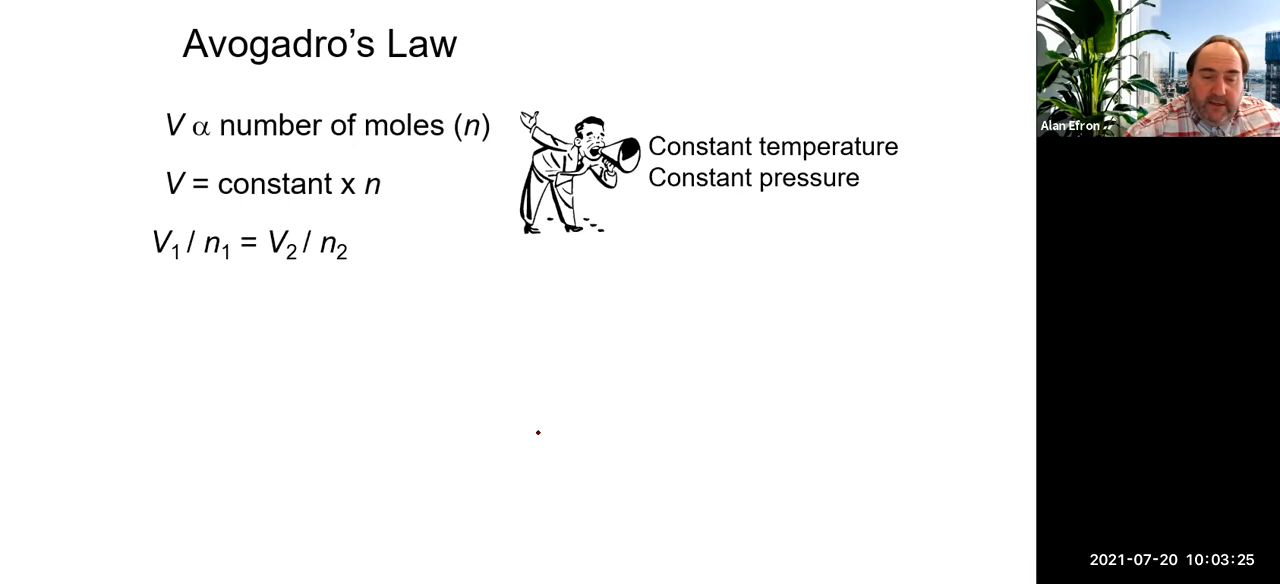 Avogadro’s Law
V α number of moles (n)
Constant temperature
Constant pressure
V = constant x n
V₁ / n₁ = V₂ / n₂
Alan Efron
2021-07-20 10:03:25